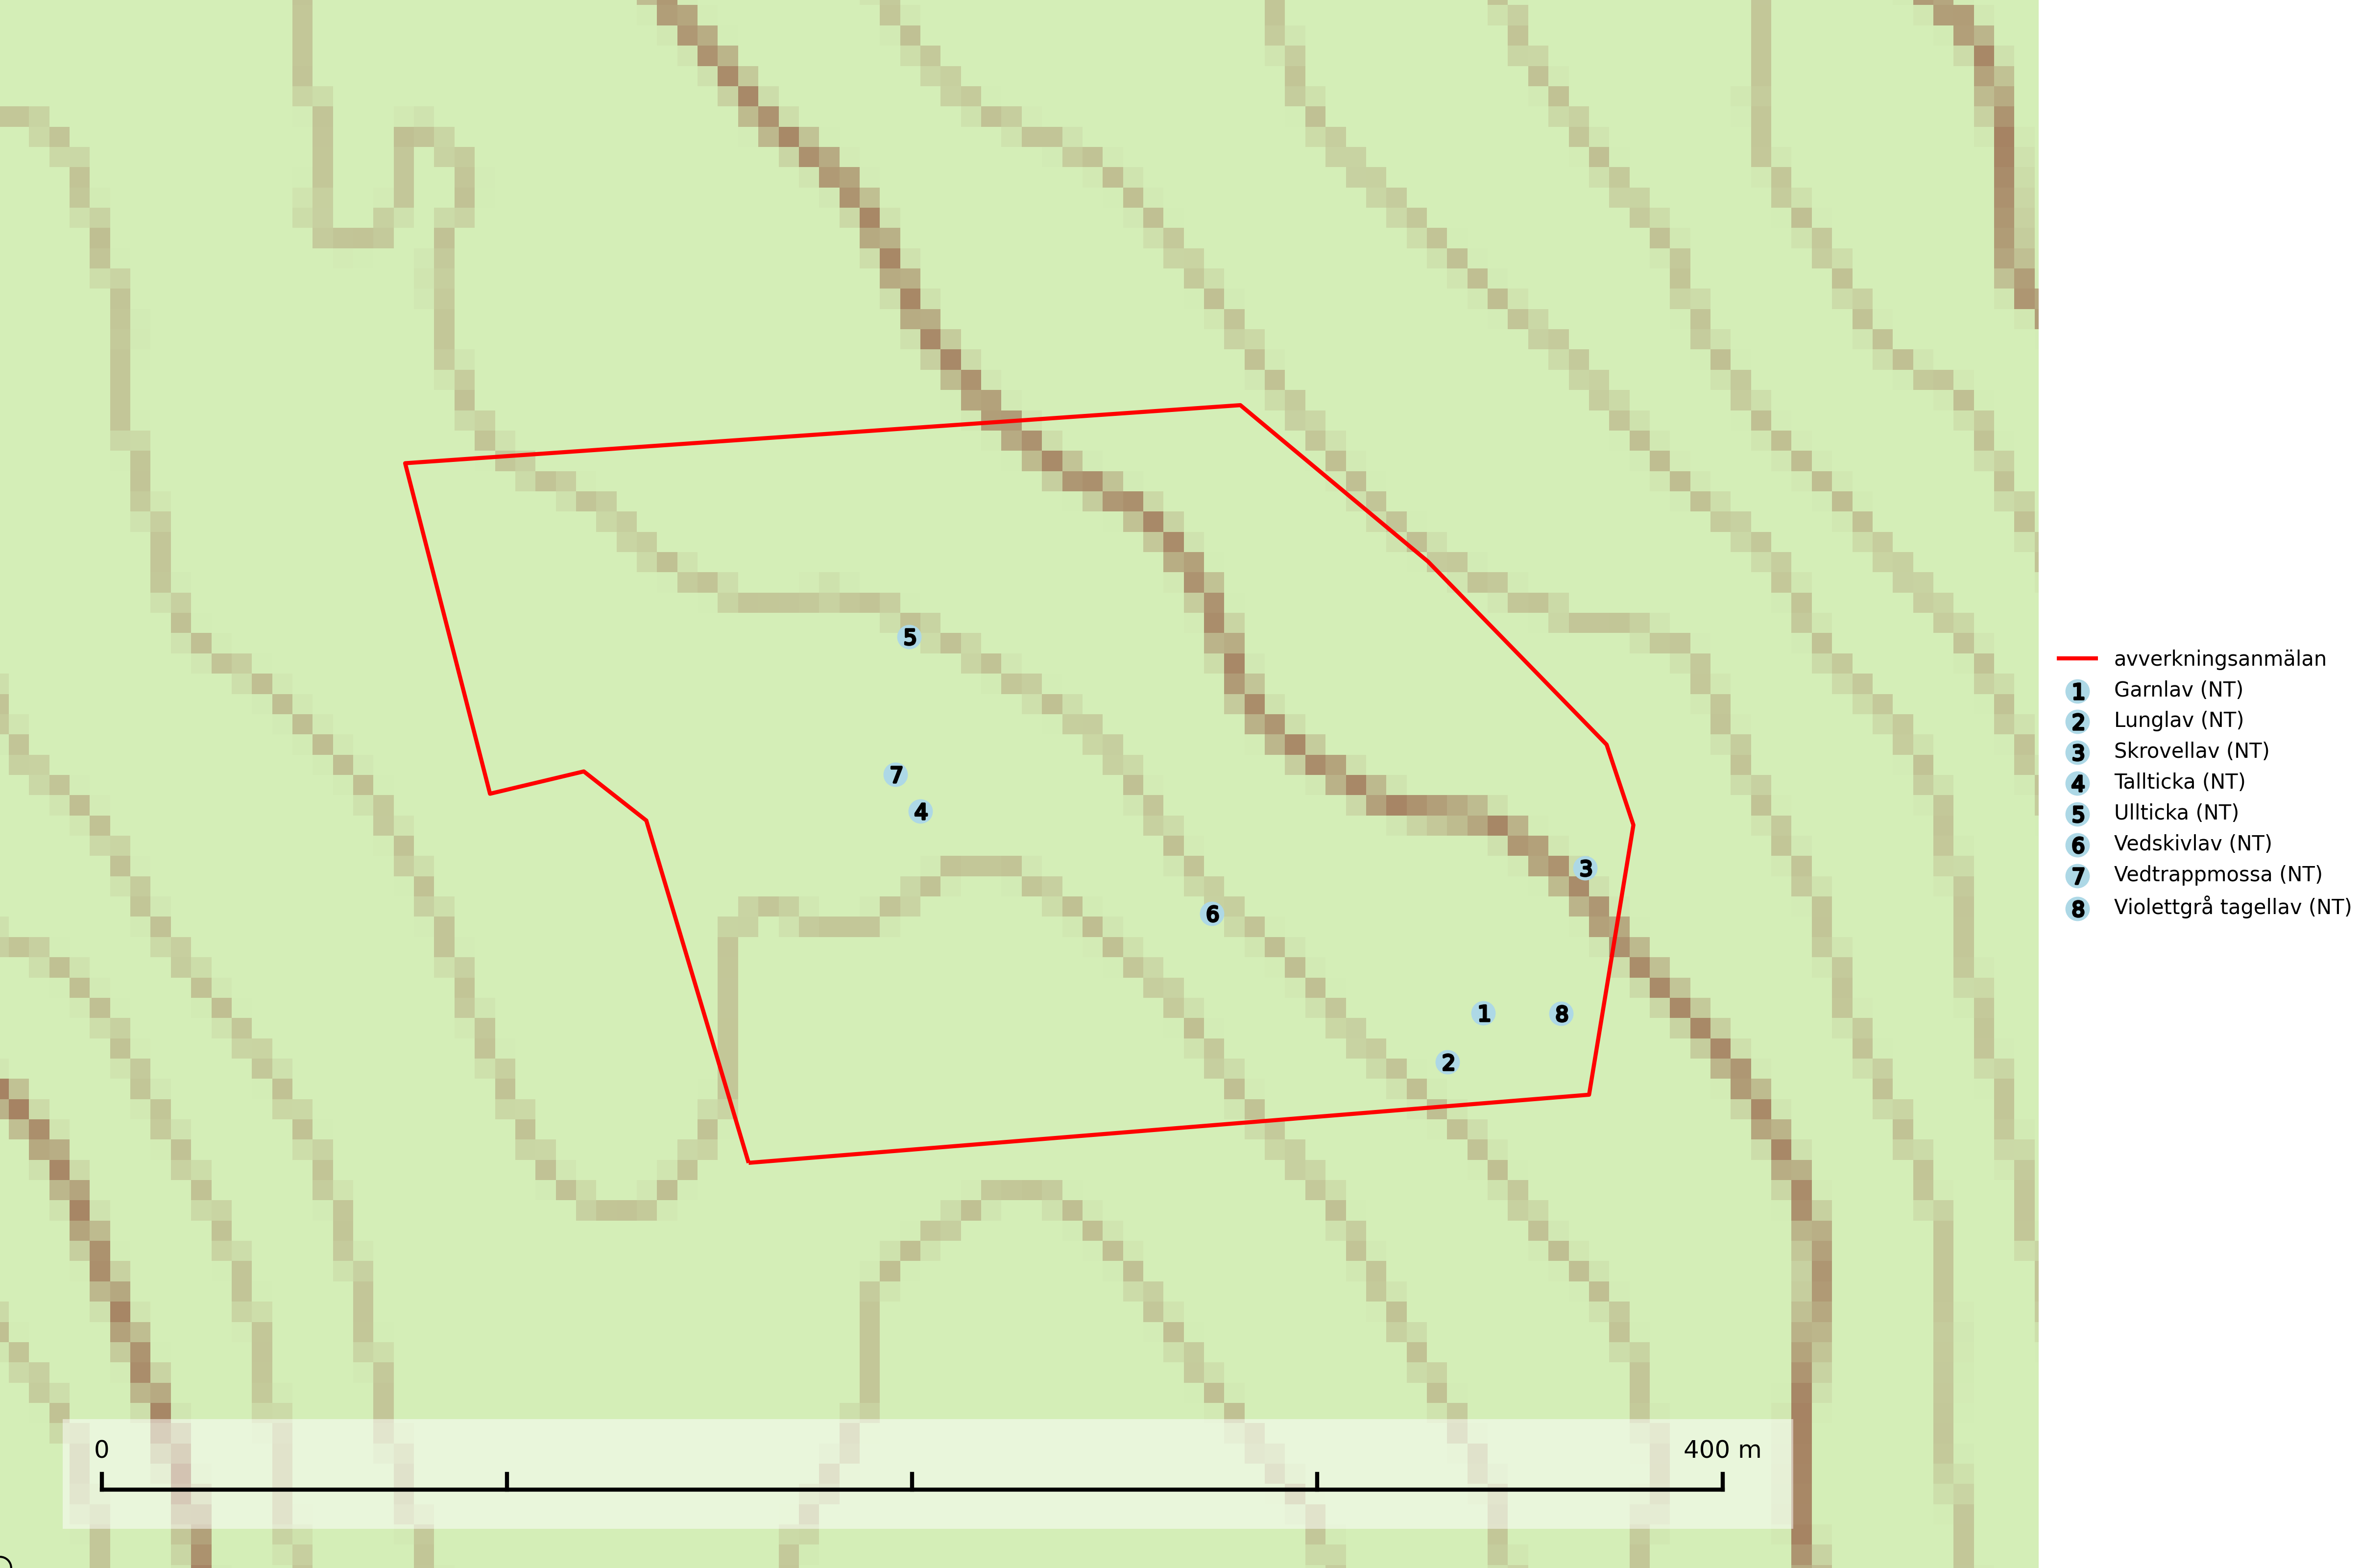 5
7
4
3
6
1
8
2
0
400 m
avverkningsanmälan
1 Garnlav (NT)
2 Lunglav (NT)
3 Skrovellav (NT)
4 Tallticka (NT)
5 Ullticka (NT)
6 Vedskivlav (NT)
7 Vedtrappmossa (NT)
8 Violettgrå tagellav (NT)